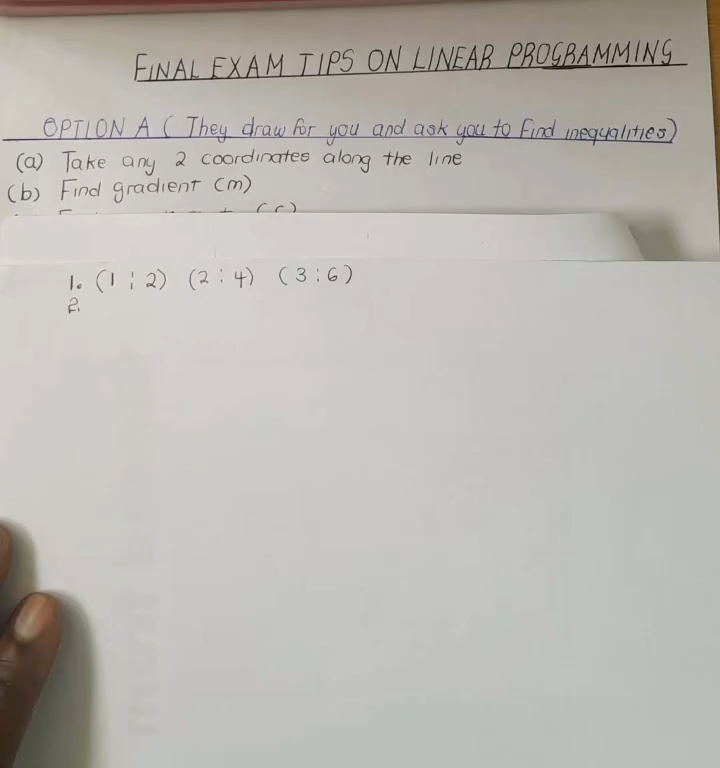 FINAL EXAM TIPS ON LINEAR PROGRAMMING
OPTION A ( They draw for you and ask you to Find inequalities)
(a) Take any 2 coordinates along the line
(b) Find gradient (m)
1. (1 ; 2) (2 : 4) (3 : 6)
2.